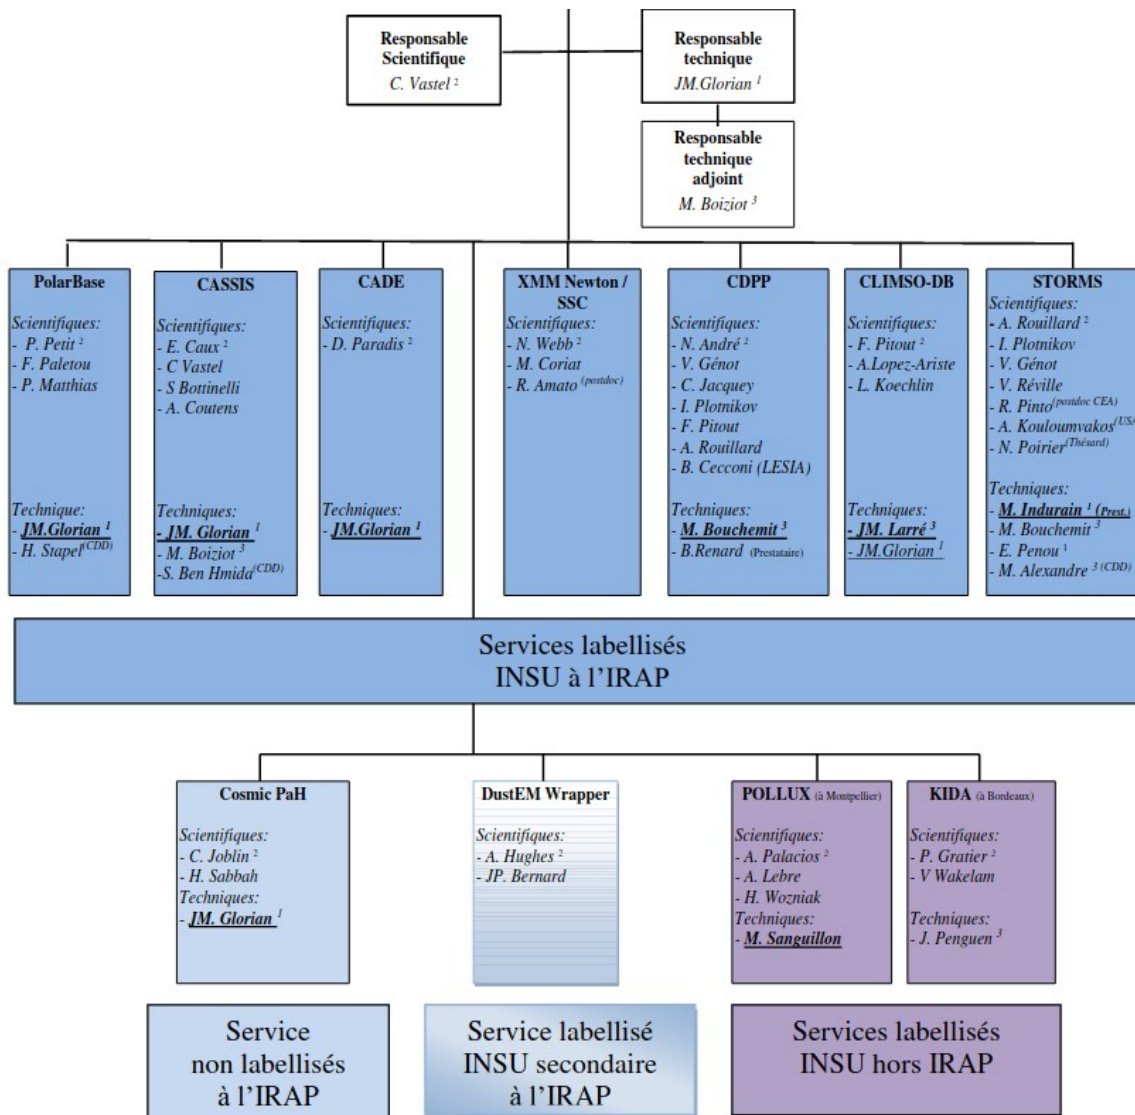 Responsable
Scientifique
C. Vastel ²
Responsable
technique
JM.Glorian ¹
Responsable
technique
adjoint
M. Boiziot ³
PolarBase
Scientifiques:
- P. Petit ²
- F. Paletou
- P. Matthias
Technique:
- JM.Glorian ¹
- H. Stapel (CDD)
CASSIS
Scientifiques:
- E. Caux ²
- C Vastel
- S Bottinelli
- A. Coutens
Techniques:
- JM. Glorian ¹
- M. Boiziot ³
-S. Ben Hmida (CDD)
CADE
Scientifiques:
- D. Paradis ²
Techniques:
- JM.Glorian ¹
XMM Newton /
SSC
Scientifiques:
- N. Webb ²
- M. Coriat
- R. Amato (postdoc)
CDPP
Scientifiques:
- N. André ²
- V. Génot
- C. Jacquey
- I. Plotnikov
- F. Pitout
- A. Rouillard
- B. Cecconi (LESIA)
Techniques:
- M. Bouchemit ³
- B.Renard (Prestataire)
CLIMSO-DB
Scientifiques:
- F. Pitout ²
- A.Lopez-Ariste
- L. Koechlin
Techniques:
- JM. Larré ³
- JM.Glorian ¹
STORMS
Scientifiques:
- A. Rouillard ²
- I. Plotnikov
- V. Génot
- V. Réville
- R. Pinto (postdoc CEA)
- A. Kouloumvakos (USA
- N. Poirier (Thésard)
Techniques:
- M. Indurain ¹ (Prest.)
- M. Bouchemit ³
- E. Penou ¹
- M. Alexandre ³ (CDD)
Services labellisés
INSU à l’IRAP
Cosmic PaH
Scientifiques:
- C. Joblin ²
- H. Sabbah
Techniques:
- JM. Glorian ¹
DustEM Wrapper
Scientifiques:
- A. Hughes ²
- JP. Bernard
POLLUX (à Montpellier)
Scientifiques:
- A. Palacios ²
- A. Lebre
- H. Wozniak
Techniques:
- M. Sanguillon
KIDA (à Bordeaux)
Scientifiques:
- P. Gratier ²
- V Wakelam
Techniques:
- J. Penguen ³
Service
non labellisés
à l’IRAP
Service labellisé
INSU secondaire
à l’IRAP
Services labellisés
INSU hors IRAP